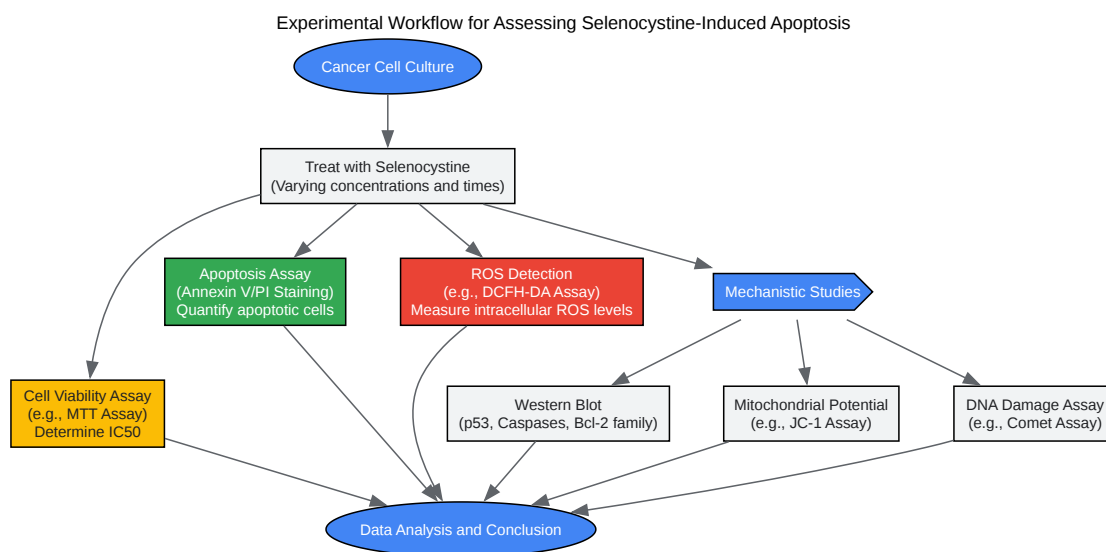 Experimental Workflow for Assessing Selenocystine-Induced Apoptosis
Cancer Cell Culture
Treat with Selenocystine
(Varying concentrations and times)
Apoptosis Assay
(Annexin V/PI Staining)
Quantify apoptotic cells
ROS Detection
(e.g., DCFH-DA Assay)
Measure intracellular ROS levels
Mechanistic Studies
Cell Viability Assay
(e.g., MTT Assay)
Determine IC50
Western Blot
(p53, Caspases, Bcl-2 family)
Mitochondrial Potential
(e.g., JC-1 Assay)
DNA Damage Assay
(e.g., Comet Assay)
Data Analysis and Conclusion